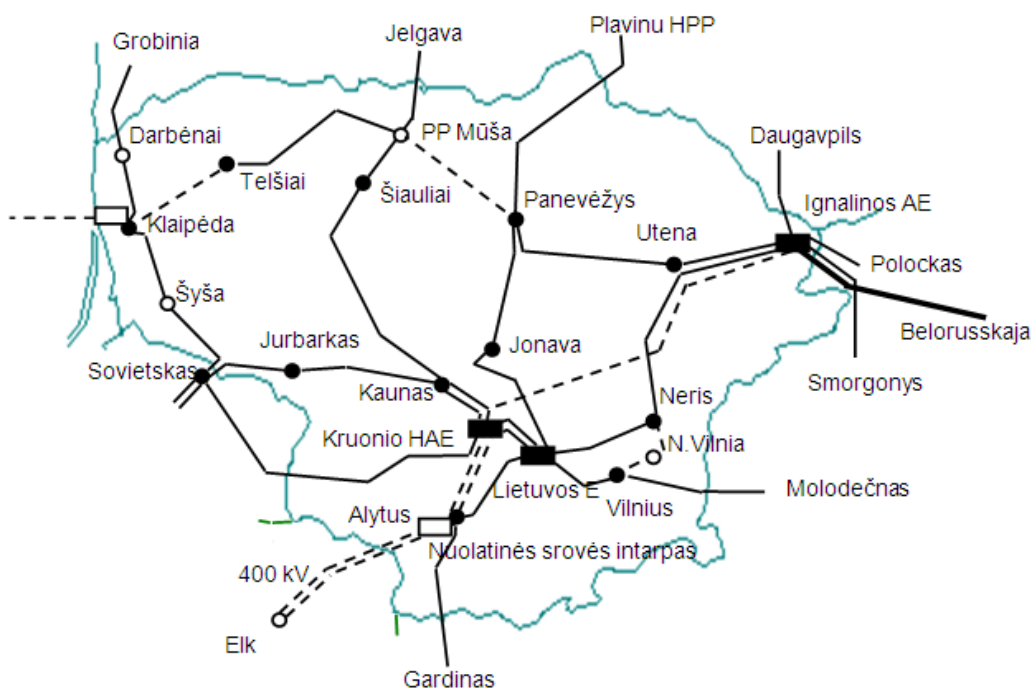 Plavinu HPP
Grobinia
Jelgava
Darbėnai
PP Mūša
Daugavpils
Telšiai
Šiauliai
Panevėžys
Ignalinos AE
Klaipėda
Utena
Polockas
Šyša
Belorusskaja
Jurbarkas
Jonava
Sovietskas
Kaunas
Smorgonys
Neris
Kruonio HAE
N.Vilnia
Lietuvos E
Molodečnas
Vilnius
Alytus
Nuolatinės srovės intarpas
400 kV
Elk
Gardinas